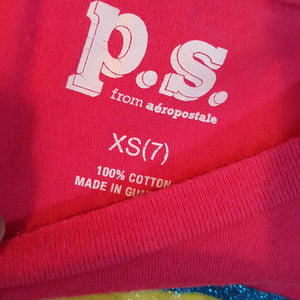 p.s.
from aéropostale
XS(7)
100% COTTON
MADE IN